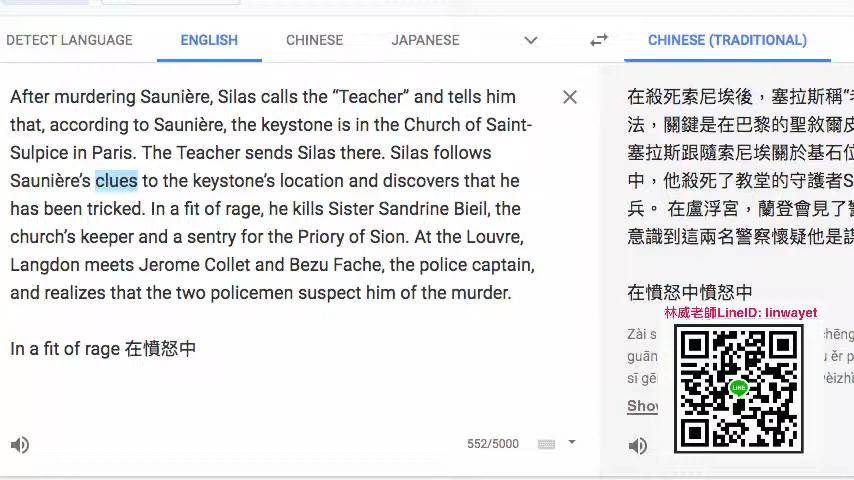 DETECT LANGUAGE ENGLISH CHINESE JAPANESE CHINESE (TRADITIONAL)
After murdering Saunière, Silas calls the “Teacher” and tells him
that, according to Saunière, the keystone is in the Church of Saint-
Sulpice in Paris. The Teacher sends Silas there. Silas follows
Saunière’s clues to the keystone’s location and discovers that he
has been tricked. In a fit of rage, he kills Sister Sandrine Bieil, the
church’s keeper and a sentry for the Priory of Sion. At the Louvre,
Langdon meets Jerome Collet and Bezu Fache, the police captain,
and realizes that the two policemen suspect him of the murder.
In a fit of rage 在憤怒中
552/5000
在殺死索尼埃後，塞拉斯稱“
法，關鍵是在巴黎的聖敘爾皮
塞拉斯跟隨索尼埃關於基石位
中，他殺死了教堂的守護者S
兵。 在盧浮宮，蘭登會見了
意識到這兩名警察懷疑他是謀
在憤怒中憤怒中
林威老師LineID: linwayet
Zài s
guān
sī gē
LINE